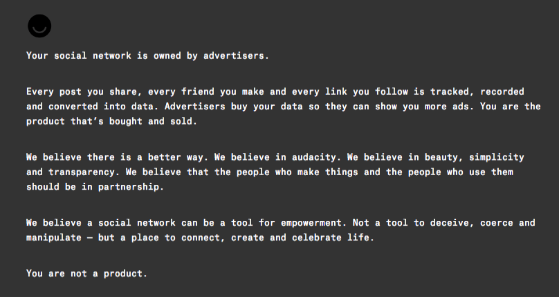 Your social network is owned by advertisers.
Every post you share, every friend you make and every link you follow is tracked, recorded
and converted into data. Advertisers buy your data so they can show you more ads. You are the
product that's bought and sold.
We believe there is a better way. We believe in audacity. We believe in beauty, simplicity
and transparency. We believe that the people who make things and the people who use them
should be in partnership.
We believe a social network can be a tool for empowerment. Not a tool to deceive, coerce and
manipulate — but a place to connect, create and celebrate life.
You are not a product.